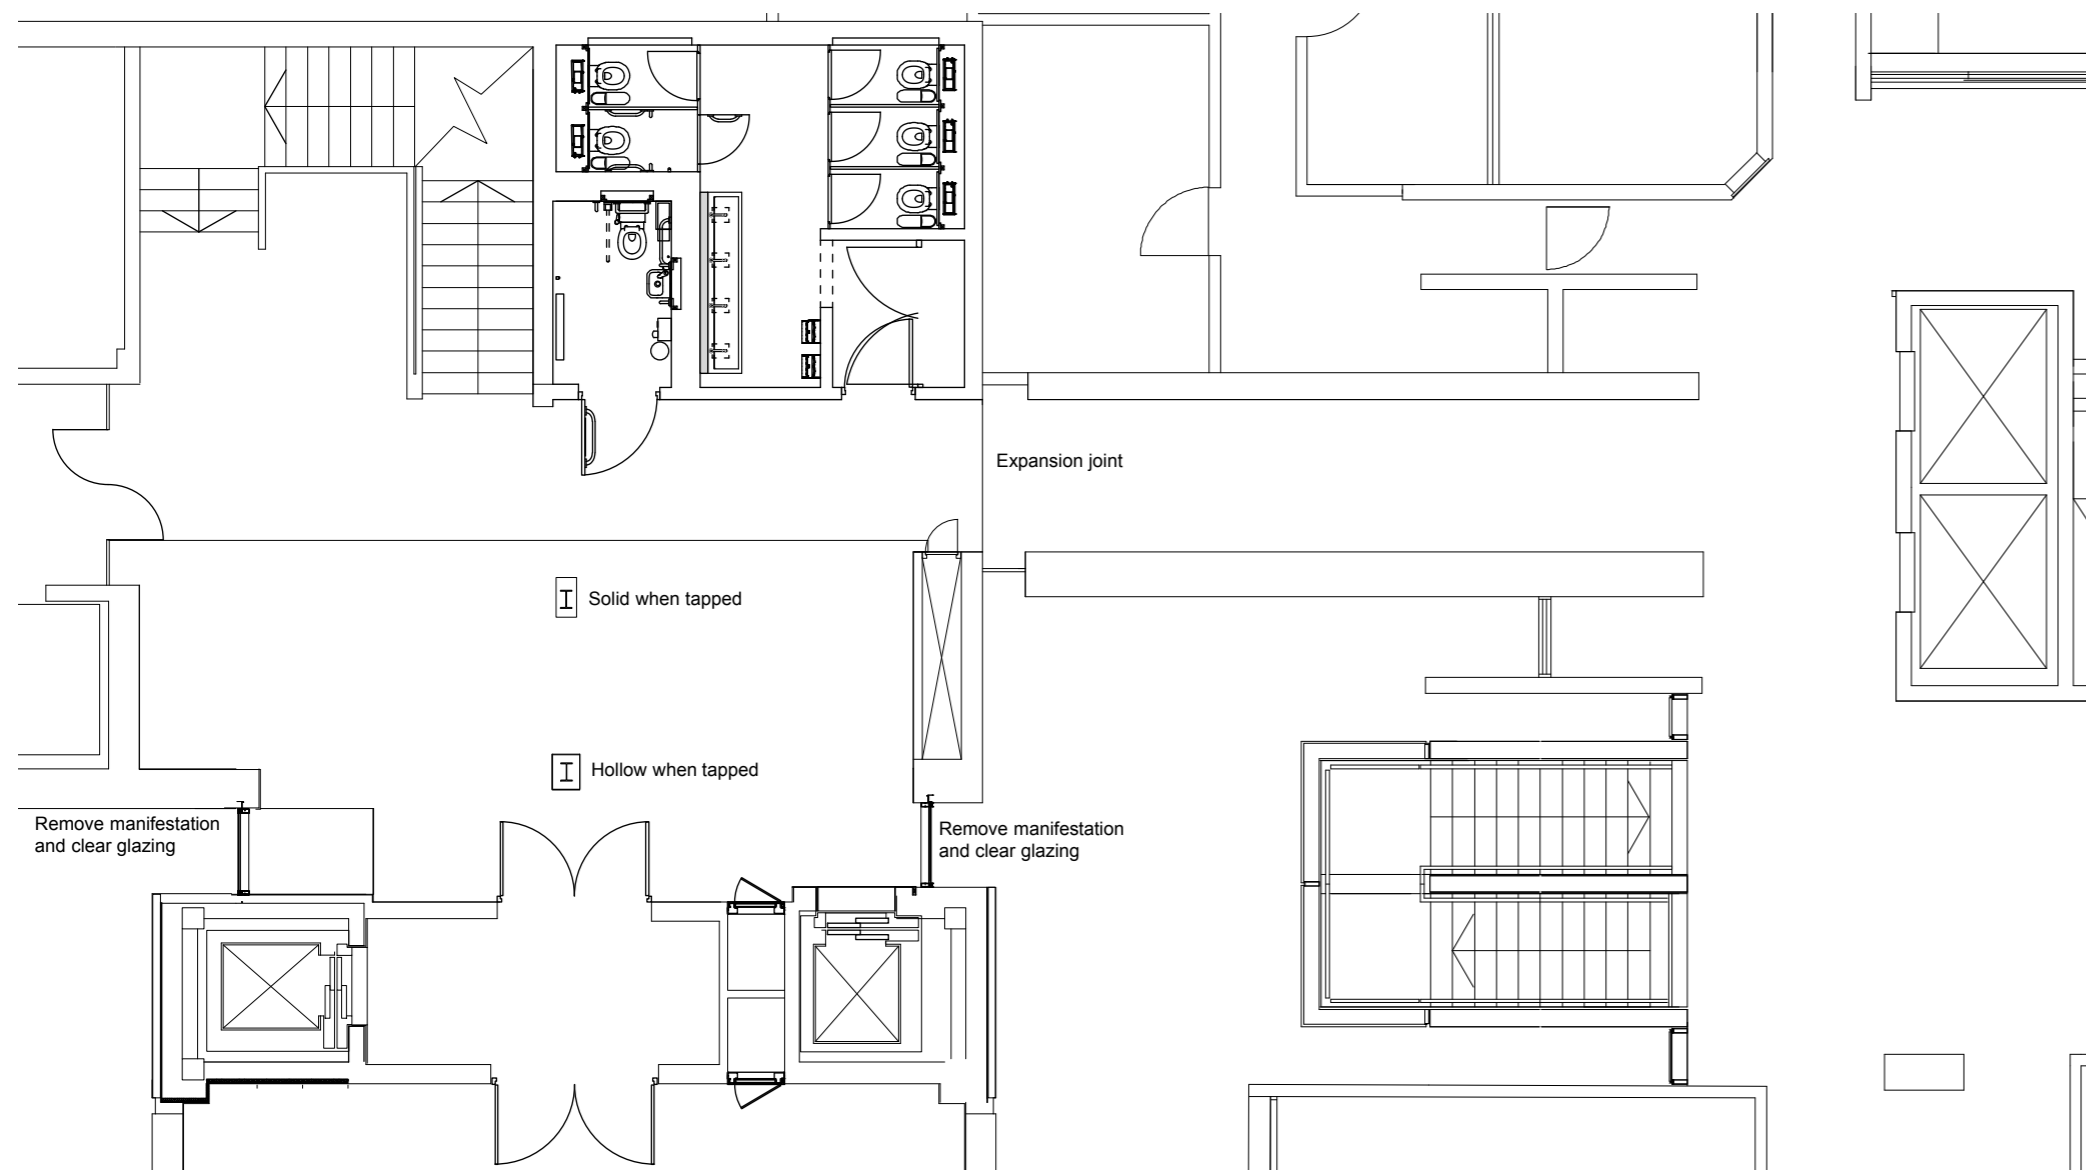 Expansion joint
Solid when tapped
Hollow when tapped
Remove manifestation
and clear glazing
Remove manifestation
and clear glazing